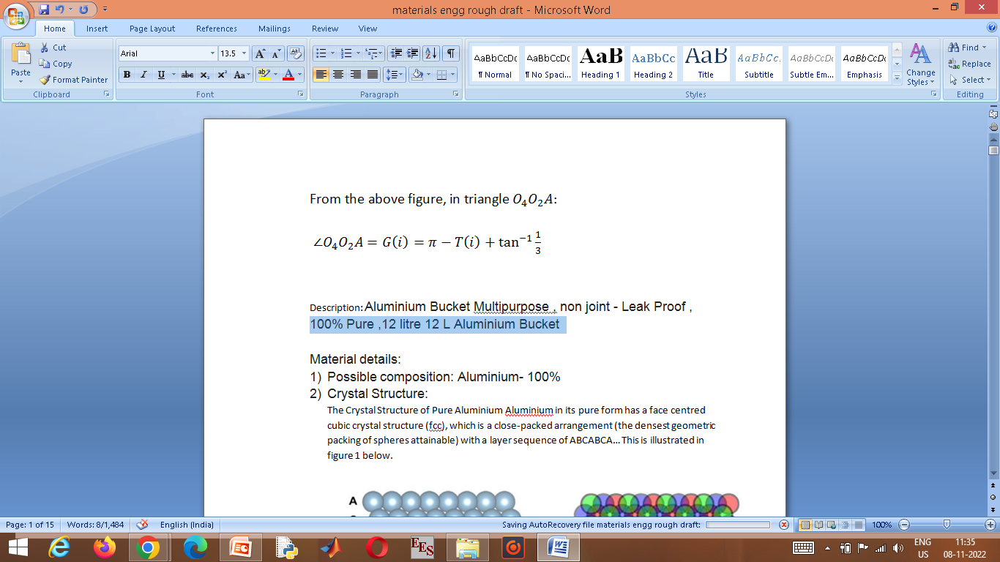 materials engg rough draft - Microsoft Word
Home Insert Page Layout References Mailings Review View
Paste
Cut
Copy
Format Painter
Clipboard
Arial 13.5
Font
Paragraph
AaBbCcDc AaBbCcDc AaB AaBbCc AaB AaBbCc. AaBbCcDc AaBbCcDc
¶ Normal ¶ No Spaci... Heading 1 Heading 2 Title Subtitle Subtle Em... Emphasis
Change Styles
Styles
Find
Replace
Select
Editing
From the above figure, in triangle O₄O₂A:
∠O₄O₂A = G(i) = π − T(i) + tan⁻¹ 1/3
Description: Aluminium Bucket Multipurpose , non joint - Leak Proof ,
100% Pure ,12 litre 12 L Aluminium Bucket
Material details:
1) Possible composition: Aluminium- 100%
2) Crystal Structure:
The Crystal Structure of Pure Aluminium Aluminium in its pure form has a face centred
cubic crystal structure (fcc), which is a close-packed arrangement (the densest geometric
packing of spheres attainable) with a layer sequence of ABCABCA... This is illustrated in
figure 1 below.
A
Page: 1 of 15 Words: 8/1,484 English (India) Saving AutoRecovery file materials engg rough draft: 100%
EES
ENG 11:35
US 08-11-2022